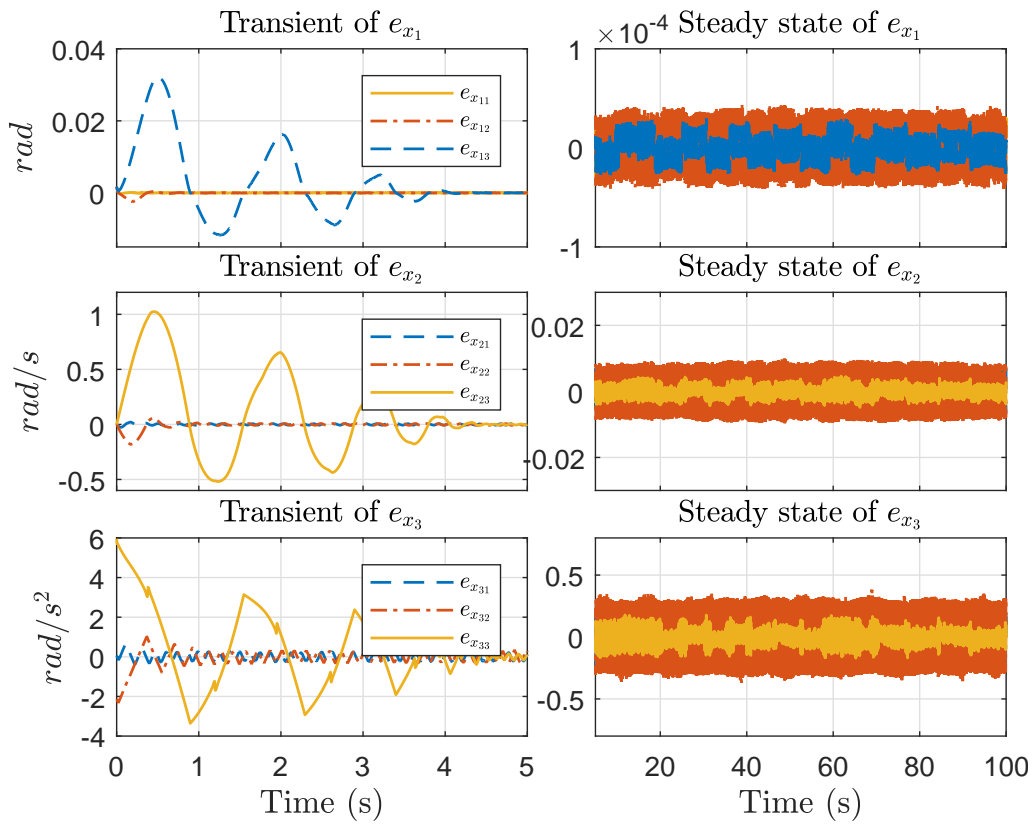 Transient of e_{x_1}
0.04
0.02
0
rad
e_{x_{11}}
e_{x_{12}}
e_{x_{13}}
Steady state of e_{x_1}
×10^{-4}
1
0
-1
Transient of e_{x_2}
1
0.5
0
-0.5
rad/s
e_{x_{21}}
e_{x_{22}}
e_{x_{23}}
Steady state of e_{x_2}
0.02
0
-0.02
Transient of e_{x_3}
6
4
2
0
-2
-4
rad/s^2
e_{x_{31}}
e_{x_{32}}
e_{x_{33}}
0 1 2 3 4 5
Time (s)
Steady state of e_{x_3}
0.5
0
-0.5
20 40 60 80 100
Time (s)